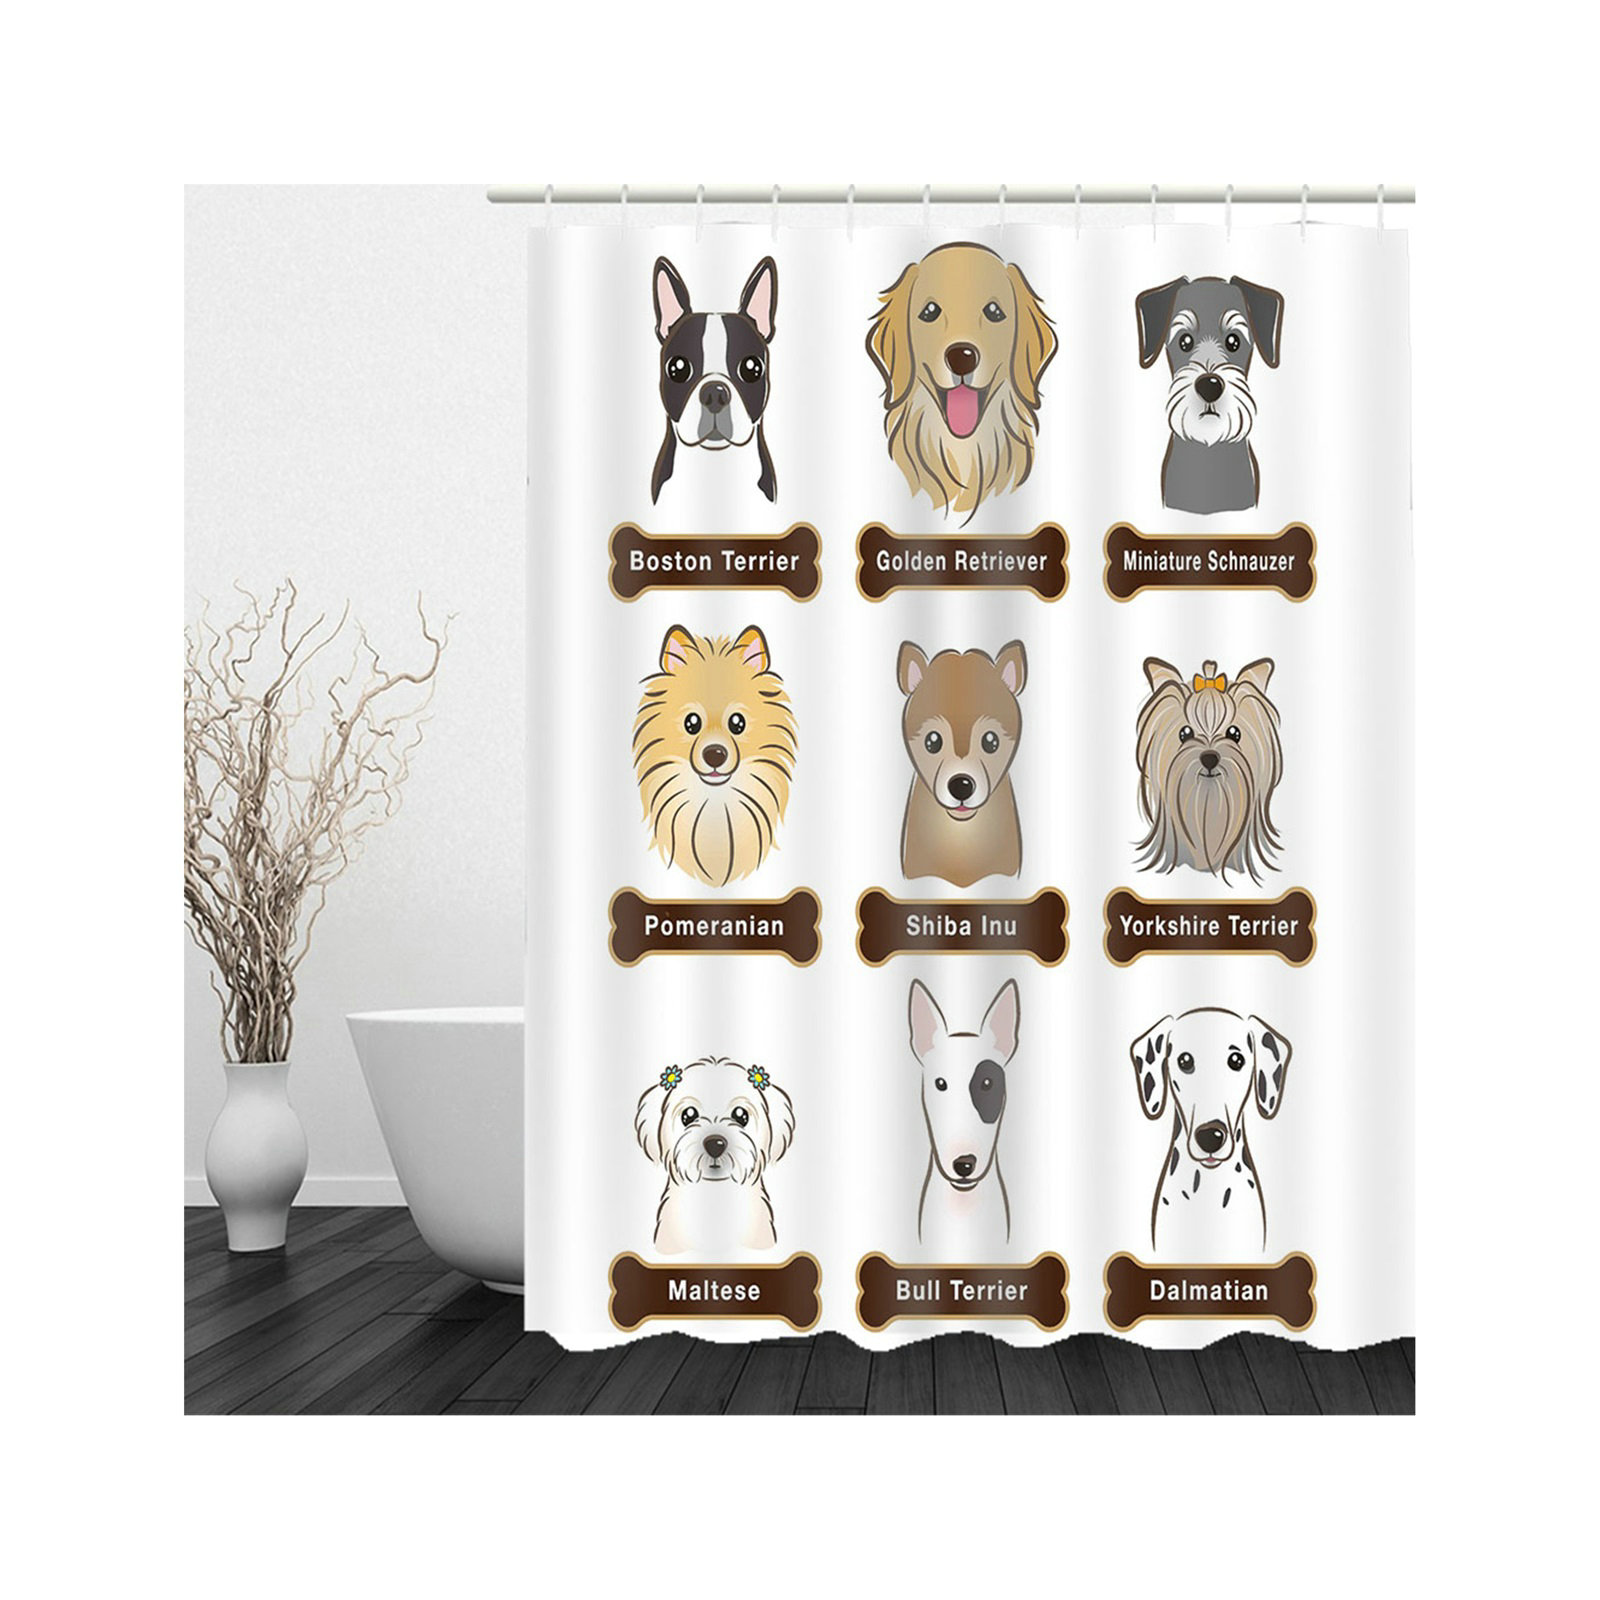 Boston Terrier
Golden Retriever
Miniature Schnauzer
Pomeranian
Shiba Inu
Yorkshire Terrier
Maltese
Bull Terrier
Dalmatian